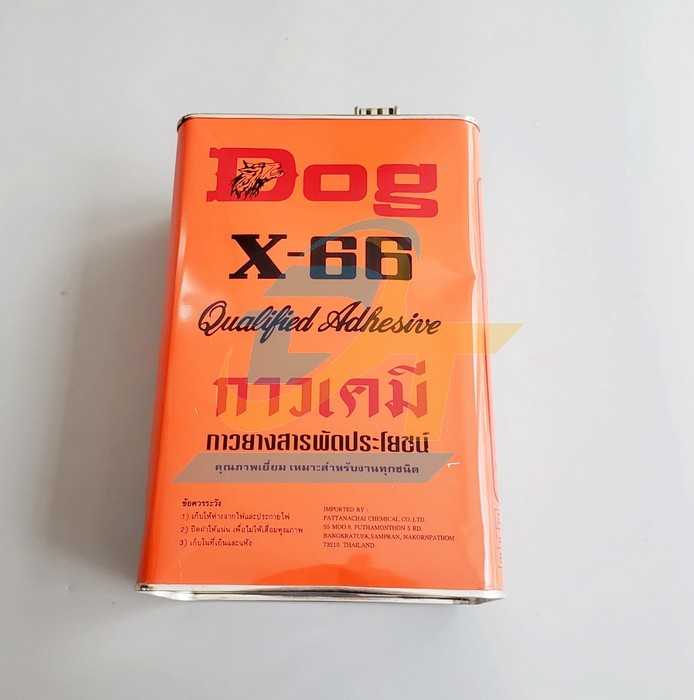 Dog
X-66
Qualified Adhesive
กาวเคมี
กาวยางสารพัดประโยชน์
คุณภาพเยี่ยม เหมาะสำหรับงานทุกชนิด
ข้อควรระวัง
1) เก็บให้ห่างจากไฟและประกายไฟ
2) ปิดฝาให้แน่น เพื่อไม่ให้เสื่อมคุณภาพ
3) เก็บในที่เย็นและแห้ง
IMPORTED BY :
PATTANACHAI CHEMICAL CO.,LTD.
55 MOO.9, PUTHAMONTHON 5 RD.
BANGKRATUEK,SAMPRAN, NAKORNPATHOM
73210. THAILAND.